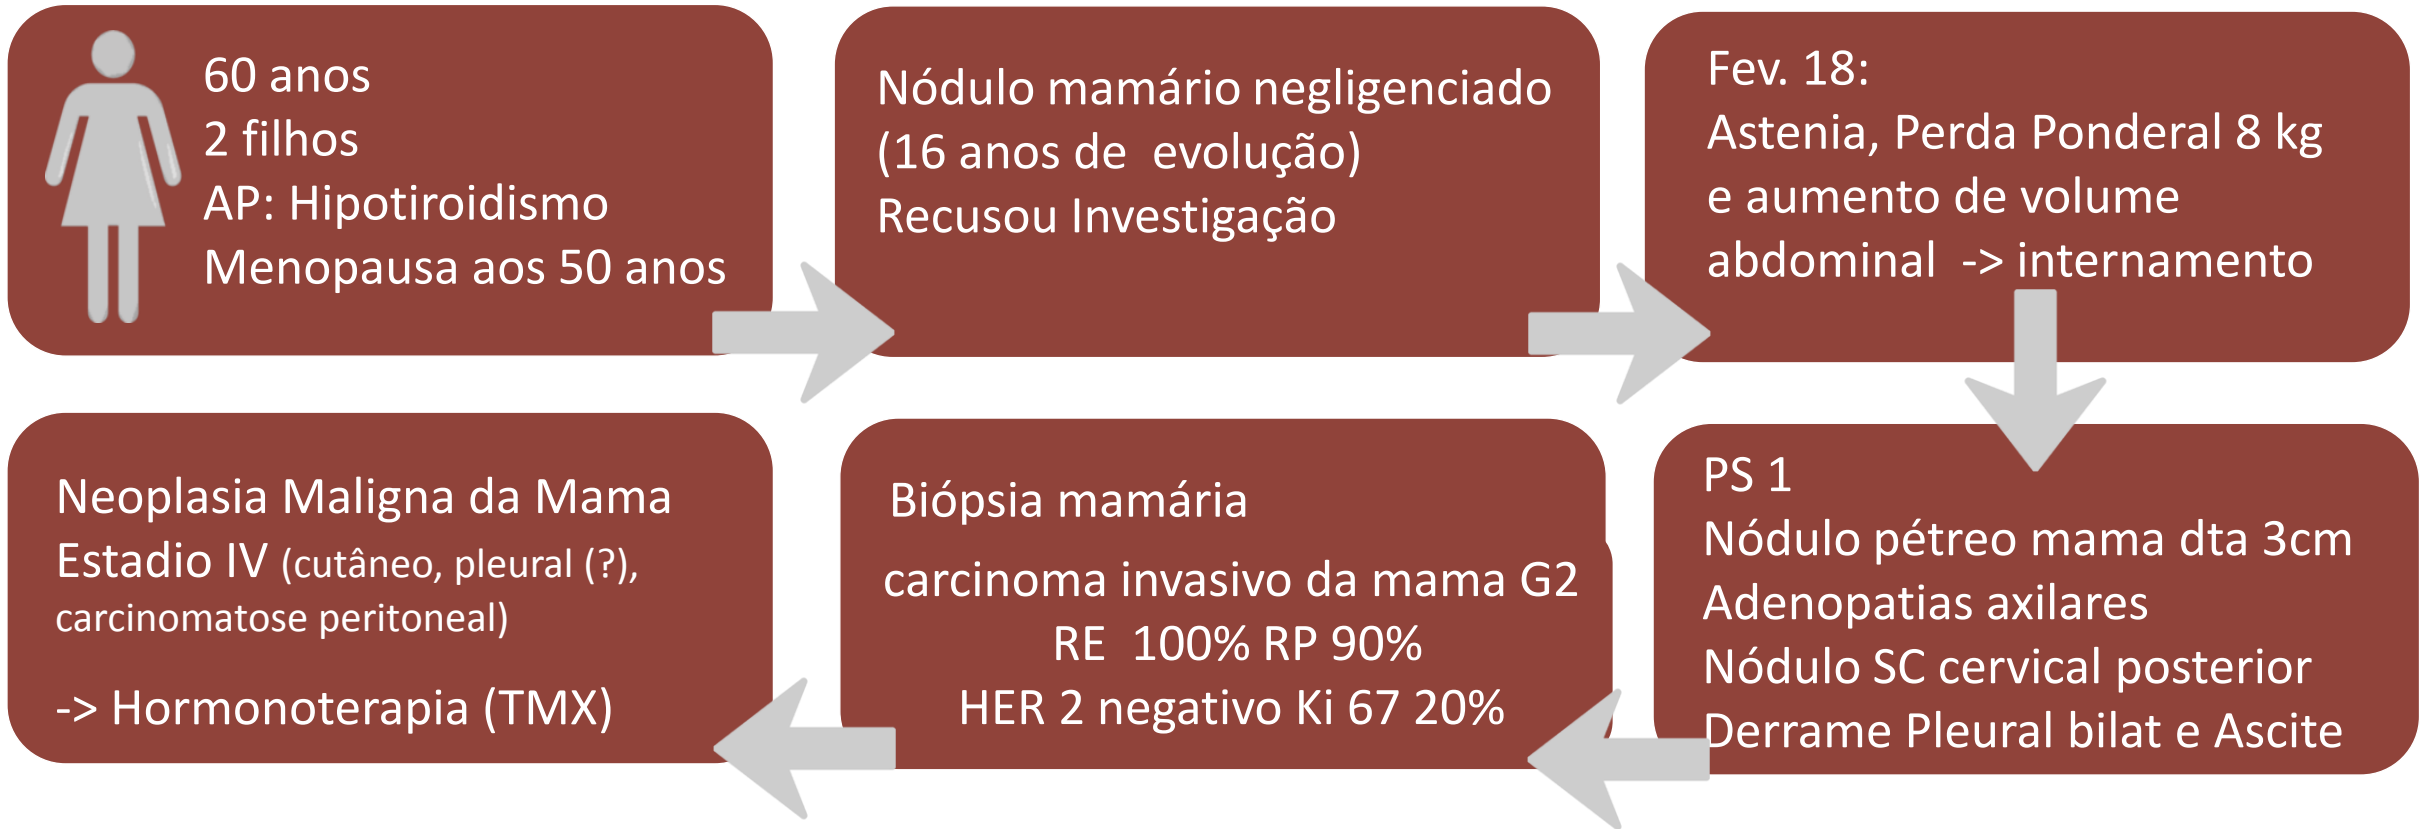 60 anos
2 filhos
AP: Hipotiroidismo
Menopausa aos 50 anos
Nódulo mamário negligenciado
(16 anos de  evolução)
Recusou Investigação
Fev. 18:
Astenia, Perda Ponderal 8 kg
e aumento de volume
abdominal  -> internamento
PS 1
Nódulo pétreo mama dta 3cm
Adenopatias axilares
Nódulo SC cervical posterior
Derrame Pleural bilat e Ascite
Biópsia mamária
carcinoma invasivo da mama G2
RE  100% RP 90%
HER 2 negativo Ki 67 20%
Neoplasia Maligna da Mama
Estadio IV (cutâneo, pleural (?),
carcinomatose peritoneal)
-> Hormonoterapia (TMX)